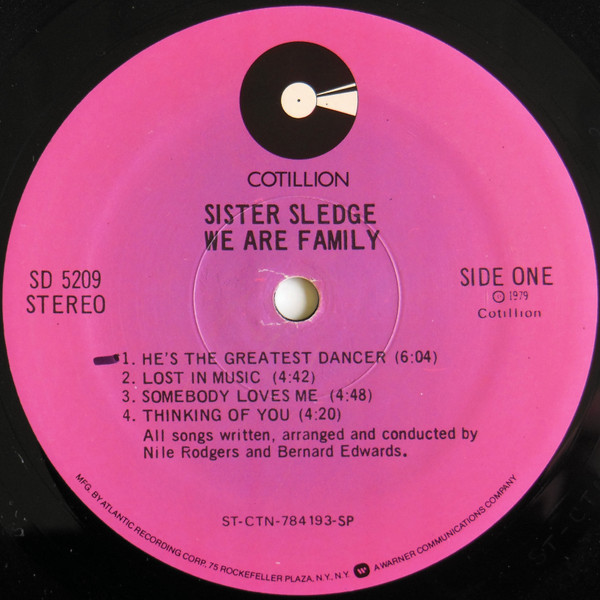 COTILLION
SISTER SLEDGE
WE ARE FAMILY
SD 5209
STEREO
SIDE ONE
℗ 1979
Cotillion
1. HE'S THE GREATEST DANCER (6:04)
2. LOST IN MUSIC (4:42)
3. SOMEBODY LOVES ME (4:48)
4. THINKING OF YOU (4:20)
All songs written, arranged and conducted by
Nile Rodgers and Bernard Edwards.
ST-CTN-784193-SP
MFG. BY ATLANTIC RECORDING CORP., 75 ROCKEFELLER PLAZA, N.Y., N.Y. W A WARNER COMMUNICATIONS COMPANY